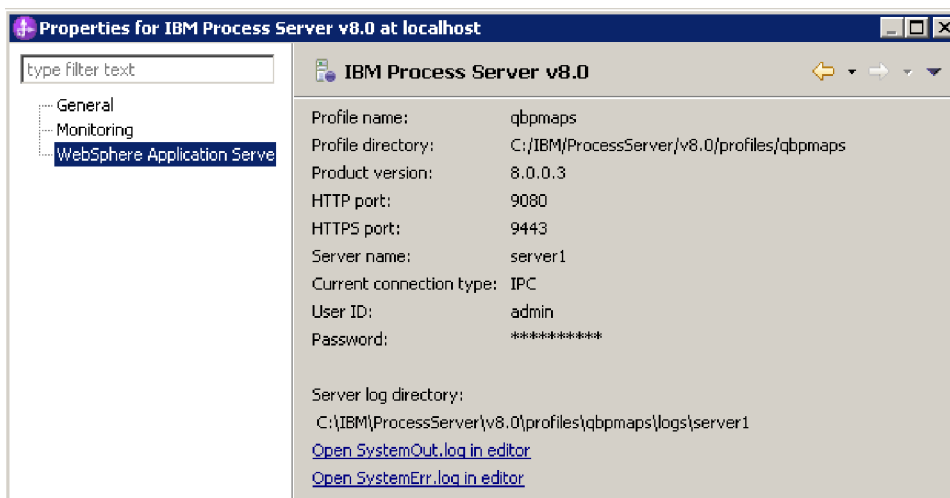 Properties for IBM Process Server v8.0 at localhost
type filter text
General
Monitoring
WebSphere Application Serve
IBM Process Server v8.0
Profile name: qbpmaps
Profile directory: C:/IBM/ProcessServer/v8.0/profiles/qbpmaps
Product version: 8.0.0.3
HTTP port: 9080
HTTPS port: 9443
Server name: server1
Current connection type: IPC
User ID: admin
Password: **********
Server log directory:
C:\IBM\ProcessServer\v8.0\profiles\qbpmaps\logs\server1
Open SystemOut.log in editor
Open SystemErr.log in editor